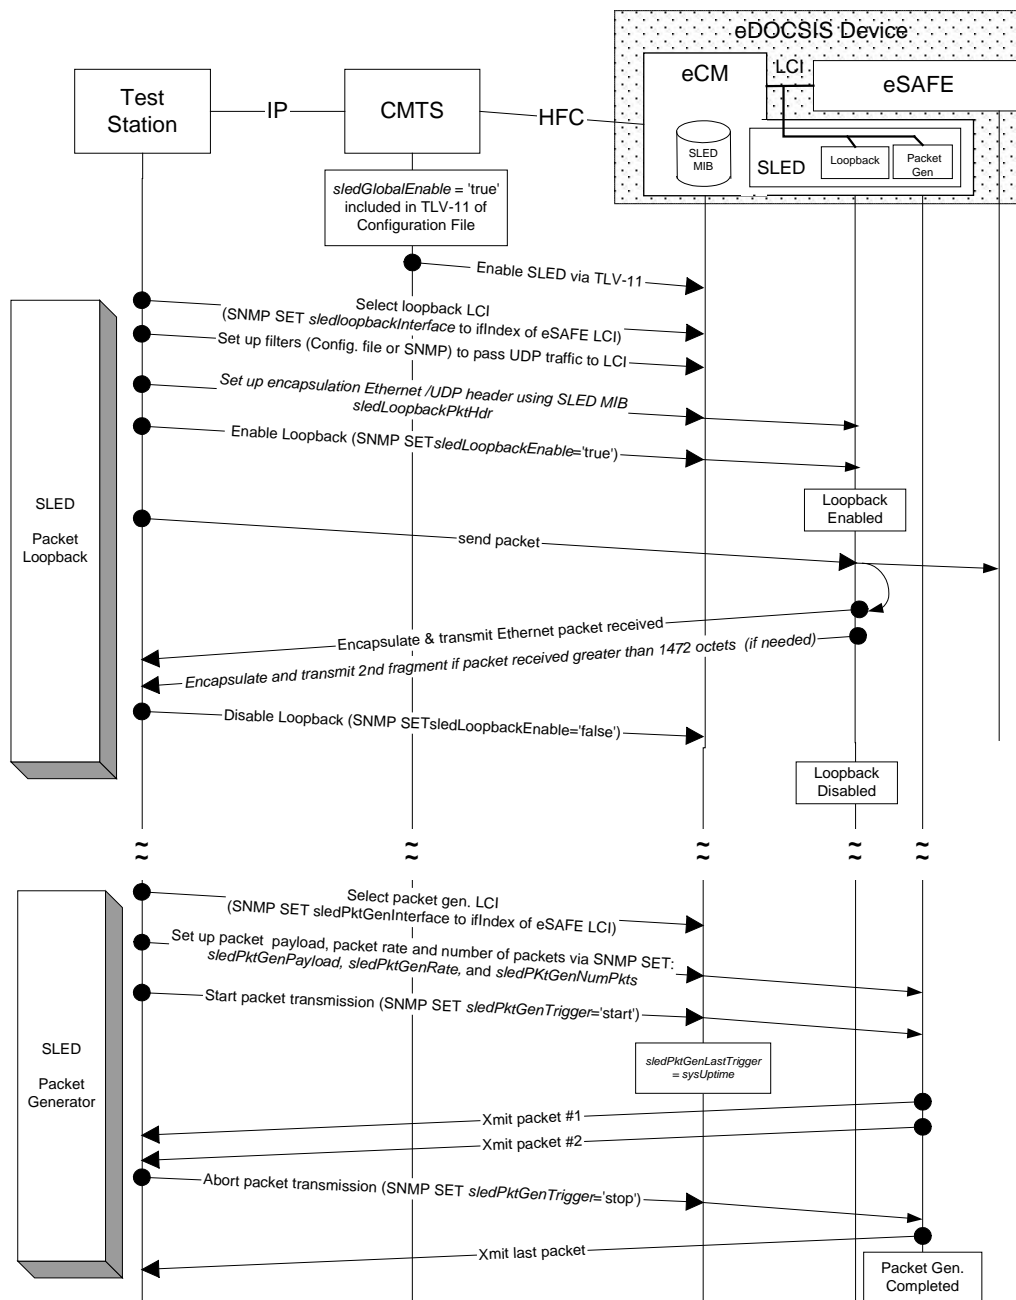 eDOCSIS Device
eCM
LCI
eSAFE
Test
Station
IP
CMTS
HFC
SLED
MIB
SLED
Loopback
Packet
Gen
sledGlobalEnable = 'true'
included in TLV-11 of
Configuration File
Enable SLED via TLV-11
Select loopback LCI
(SNMP SET sledloopbackInterface to ifIndex of eSAFE LCI)
Set up filters (Config. file or SNMP) to pass UDP traffic to LCI
Set up encapsulation Ethernet /UDP header using SLED MIB
sledLoopbackPktHdr
Enable Loopback (SNMP SETsledLoopbackEnable='true')
SLED
Packet
Loopback
Loopback
Enabled
send packet
Encapsulate & transmit Ethernet packet received
Encapsulate and transmit 2nd fragment if packet received greater than 1472 octets (if needed)
Disable Loopback (SNMP SETsledLoopbackEnable='false')
Loopback
Disabled
≈
≈
≈
≈
≈
Select packet gen. LCI
(SNMP SET sledPktGenInterface to ifIndex of eSAFE LCI)
Set up packet payload, packet rate and number of packets via SNMP SET:
sledPktGenPayload, sledPktGenRate, and sledPKtGenNumPkts
Start packet transmission (SNMP SET sledPktGenTrigger='start')
SLED
Packet
Generator
sledPktGenLastTrigger
= sysUptime
Xmit packet #1
Xmit packet #2
Abort packet transmission (SNMP SET sledPktGenTrigger='stop')
Xmit last packet
Packet Gen.
Completed